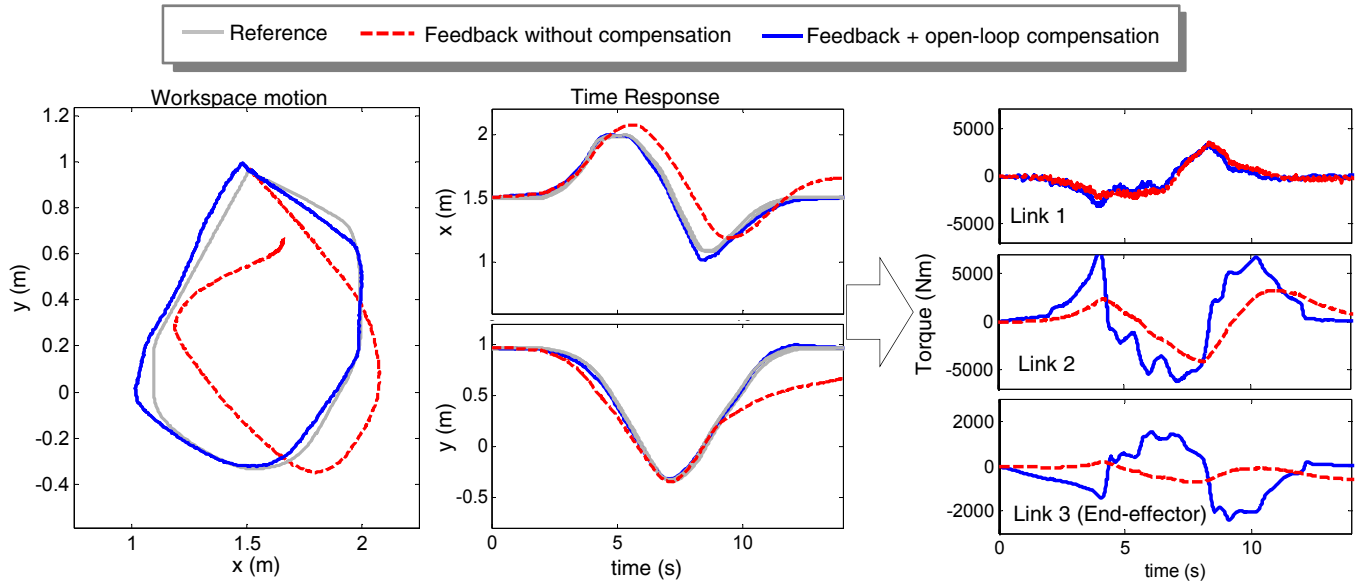 Reference
Feedback without compensation
Feedback + open-loop compensation
Workspace motion
1.2
1
0.8
0.6
0.4
0.2
0
-0.2
-0.4
y (m)
1
1.5
2
x (m)
Time Response
2
1.5
1
x (m)
1
0.5
0
-0.5
y (m)
0
5
10
time (s)
Torque (Nm)
5000
0
-5000
Link 1
5000
0
-5000
Link 2
2000
0
-2000
Link 3 (End-effector)
0
5
10
time (s)